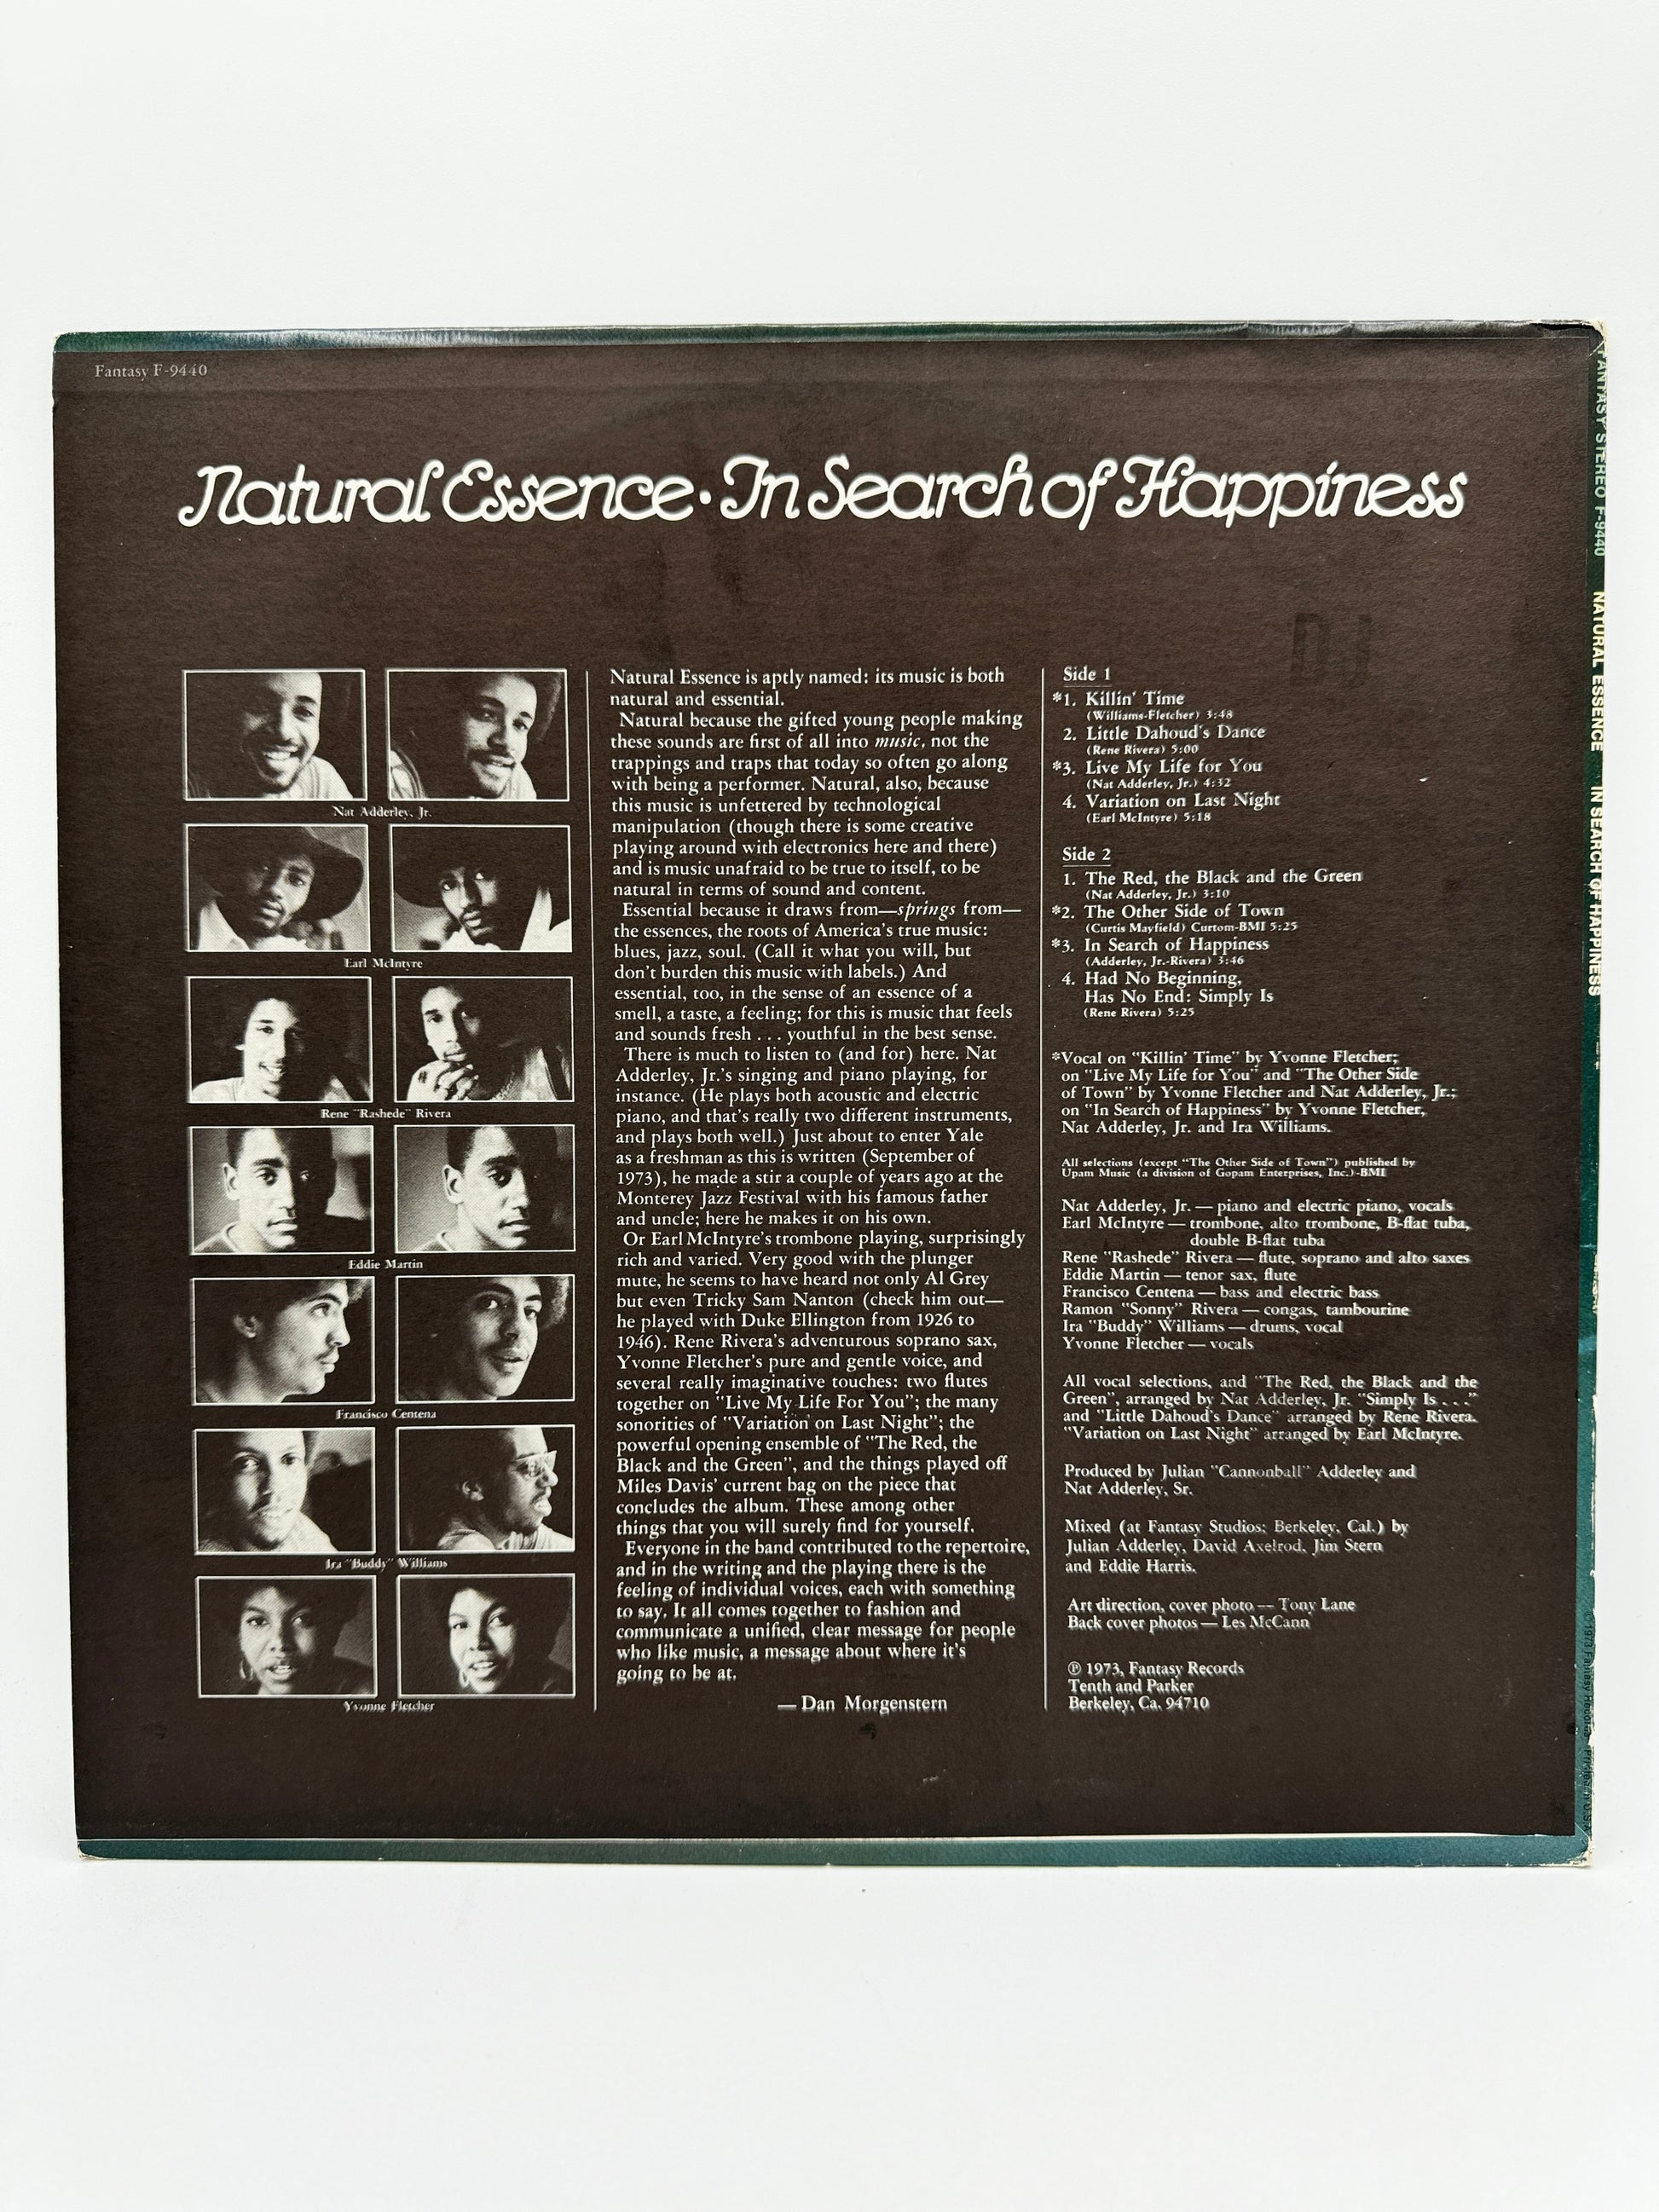 Fantasy F-9440
Natural Essence · In Search of Happiness
DJ
Nat Adderley, Jr.
Earl McIntyre
Rene "Rashede" Rivera
Eddie Martin
Francisco Centena
Ira "Buddy" Williams
Yvonne Fletcher
Natural Essence is aptly named: its music is both
natural and essential.
Natural because the gifted young people making
these sounds are first of all into music, not the
trappings and traps that today so often go along
with being a performer. Natural, also, because
this music is unfettered by technological
manipulation (though there is some creative
playing around with electronics here and there)
and is music unafraid to be true to itself, to be
natural in terms of sound and content.
Essential because it draws from—springs from—
the essences, the roots of America's true music:
blues, jazz, soul. (Call it what you will, but
don't burden this music with labels.) And
essential, too, in the sense of an essence of a
smell, a taste, a feeling; for this is music that feels
and sounds fresh . . . youthful in the best sense.
There is much to listen to (and for) here. Nat
Adderley, Jr.'s singing and piano playing, for
instance. (He plays both acoustic and electric
piano, and that's really two different instruments,
and plays both well.) Just about to enter Yale
as a freshman as this is written (September of
1973), he made a stir a couple of years ago at the
Monterey Jazz Festival with his famous father
and uncle; here he makes it on his own.
Or Earl McIntyre's trombone playing, surprisingly
rich and varied. Very good with the plunger
mute, he seems to have heard not only Al Grey
but even Tricky Sam Nanton (check him out—
he played with Duke Ellington from 1926 to
1946). Rene Rivera's adventurous soprano sax,
Yvonne Fletcher's pure and gentle voice, and
several really imaginative touches: two flutes
together on "Live My Life For You"; the many
sonorities of "Variation on Last Night"; the
powerful opening ensemble of "The Red, the
Black and the Green", and the things played off
Miles Davis' current bag on the piece that
concludes the album. These among other
things that you will surely find for yourself.
Everyone in the band contributed to the repertoire,
and in the writing and the playing there is the
feeling of individual voices, each with something
to say. It all comes together to fashion and
communicate a unified, clear message for people
who like music, a message about where it's
going to be at.
— Dan Morgenstern
Side 1
*1. Killin' Time
(Williams-Fletcher) 3:48
2. Little Dahoud's Dance
(Rene Rivera) 5:00
*3. Live My Life for You
(Nat Adderley, Jr.) 4:32
4. Variation on Last Night
(Earl McIntyre) 5:18
Side 2
1. The Red, the Black and the Green
(Nat Adderley, Jr.) 3:10
*2. The Other Side of Town
(Curtis Mayfield) Curtom-BMI 5:25
*3. In Search of Happiness
(Adderley, Jr.-Rivera) 3:46
4. Had No Beginning,
Has No End: Simply Is
(Rene Rivera) 5:25
*Vocal on "Killin' Time" by Yvonne Fletcher;
on "Live My Life for You" and "The Other Side
of Town" by Yvonne Fletcher and Nat Adderley, Jr.;
on "In Search of Happiness" by Yvonne Fletcher,
Nat Adderley, Jr. and Ira Williams.
All selections (except "The Other Side of Town") published by
Upam Music (a division of Gopam Enterprises, Inc.)-BMI
Nat Adderley, Jr. — piano and electric piano, vocals
Earl McIntyre — trombone, alto trombone, B-flat tuba,
double B-flat tuba
Rene "Rashede" Rivera — flute, soprano and alto saxes
Eddie Martin — tenor sax, flute
Francisco Centena — bass and electric bass
Ramon "Sonny" Rivera — congas, tambourine
Ira "Buddy" Williams — drums, vocal
Yvonne Fletcher — vocals
All vocal selections, and "The Red, the Black and the
Green", arranged by Nat Adderley, Jr. "Simply Is . . ."
and "Little Dahoud's Dance" arranged by Rene Rivera.
"Variation on Last Night" arranged by Earl McIntyre.
Produced by Julian "Cannonball" Adderley and
Nat Adderley, Sr.
Mixed (at Fantasy Studios; Berkeley, Cal.) by
Julian Adderley, David Axelrod, Jim Stern
and Eddie Harris.
Art direction, cover photo — Tony Lane
Back cover photos — Les McCann
℗ 1973, Fantasy Records
Tenth and Parker
Berkeley, Ca. 94710
FANTASY STEREO F-9440 NATURAL ESSENCE IN SEARCH OF HAPPINESS
© 1973 Fantasy Records Printed in U.S.A.